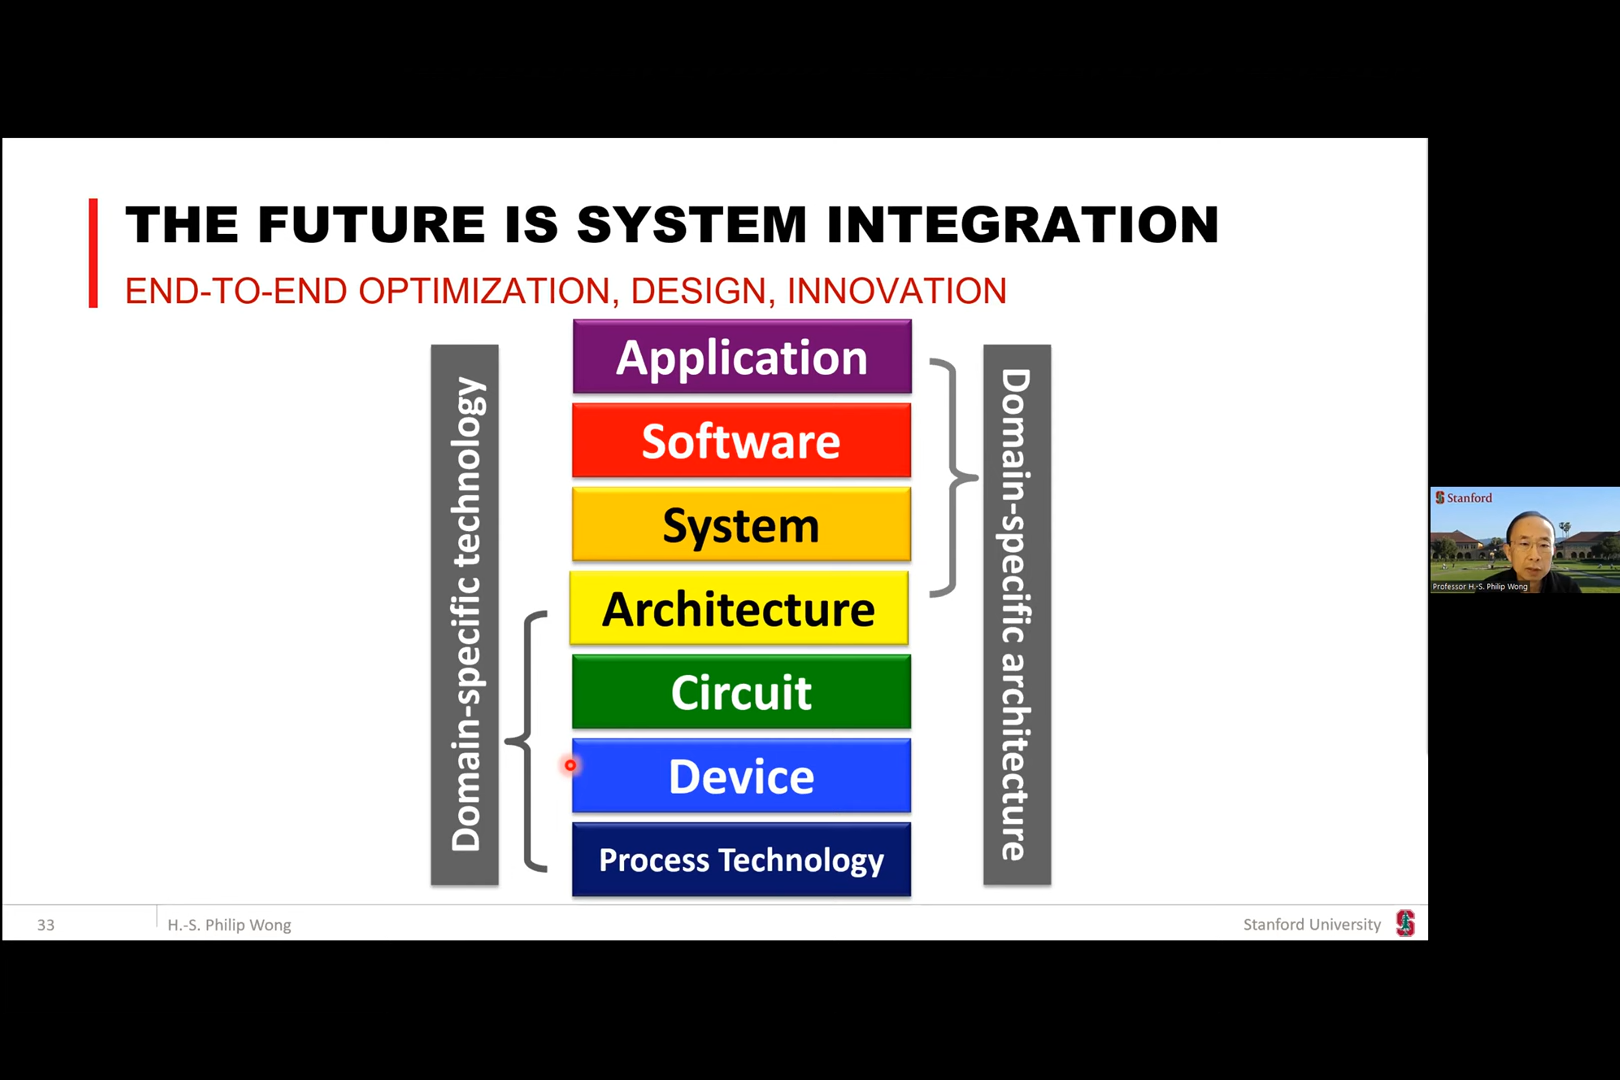 THE FUTURE IS SYSTEM INTEGRATION
END-TO-END OPTIMIZATION, DESIGN, INNOVATION
Domain-specific technology
Application
Software
System
Architecture
Circuit
Device
Process Technology
Domain-specific architecture
33
H.-S. Philip Wong
Stanford University
S
Stanford
Professor H.-S. Philip Wong